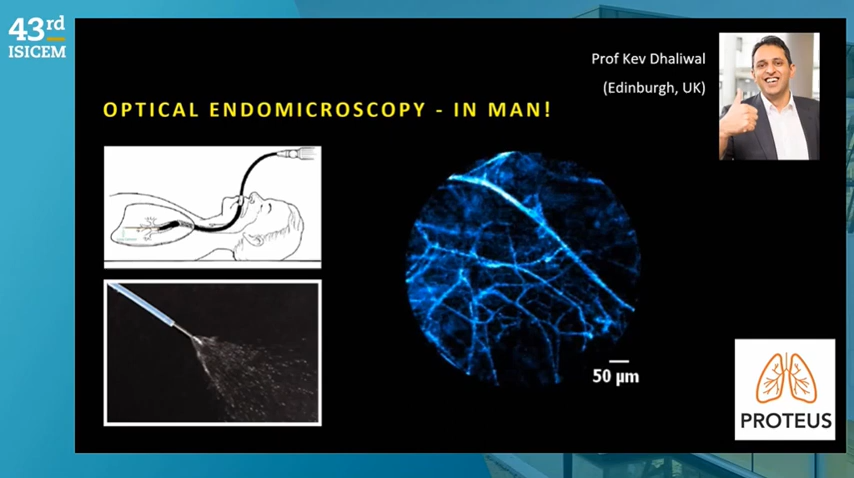 43rd
ISICEM
Prof Kev Dhaliwal
(Edinburgh, UK)
OPTICAL ENDOMICROSCOPY - IN MAN!
50 µm
PROTEUS